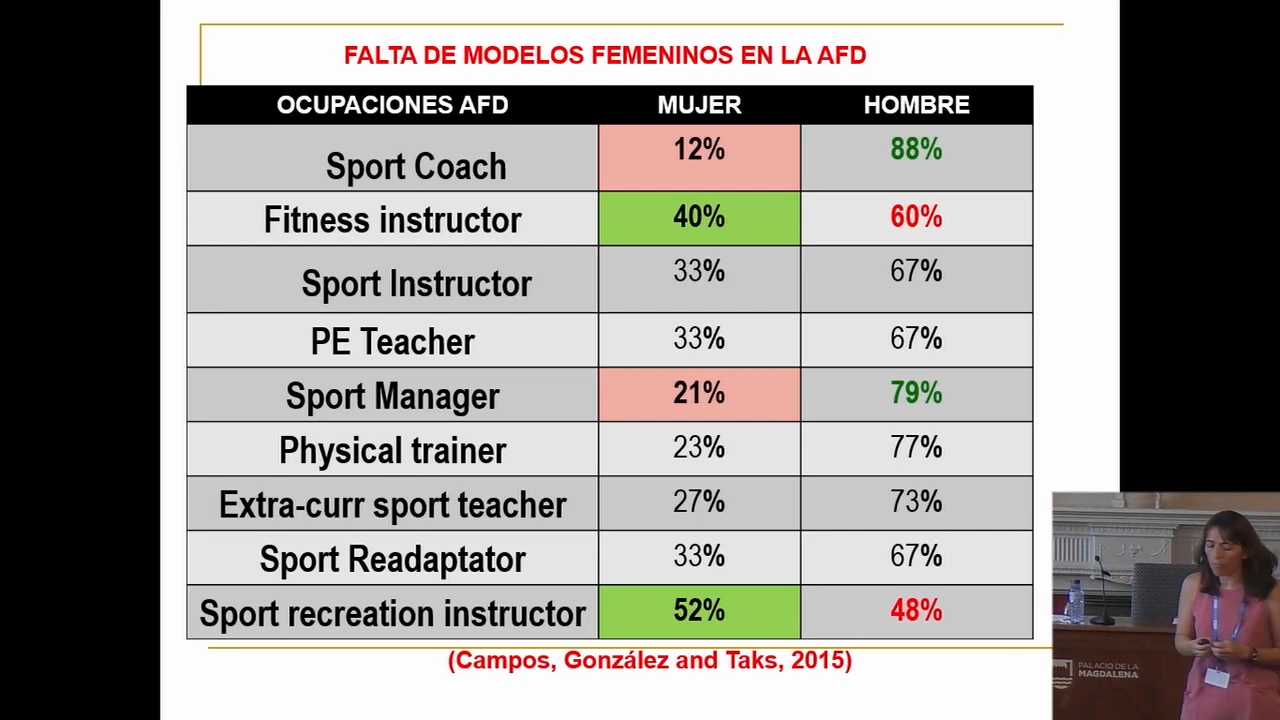 FALTA DE MODELOS FEMENINOS EN LA AFD
OCUPACIONES AFD MUJER HOMBRE
Sport Coach 12% 88%
Fitness instructor 40% 60%
Sport Instructor 33% 67%
PE Teacher 33% 67%
Sport Manager 21% 79%
Physical trainer 23% 77%
Extra-curr sport teacher 27% 73%
Sport Readaptator 33% 67%
Sport recreation instructor 52% 48%
(Campos, González and Taks, 2015)
PALACIO DE LA
MAGDALENA